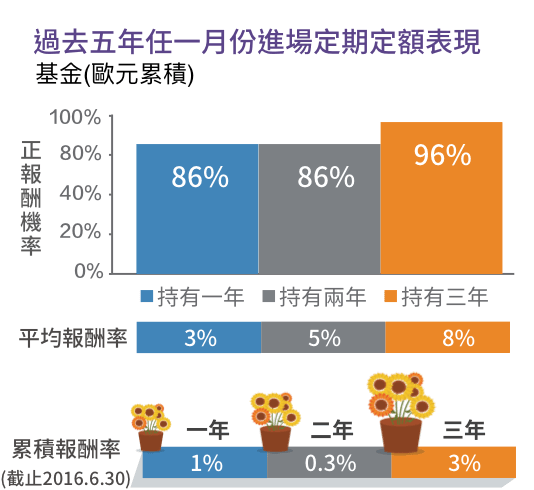 過去五年任一月份進場定期定額表現
基金(歐元累積)
正報酬機率
100%
80%
60%
40%
20%
0%
86% 86% 96%
持有一年 持有兩年 持有三年
平均報酬率 3% 5% 8%
一年 二年 三年
累積報酬率 1% 0.3% 3%
(截止2016.6.30)